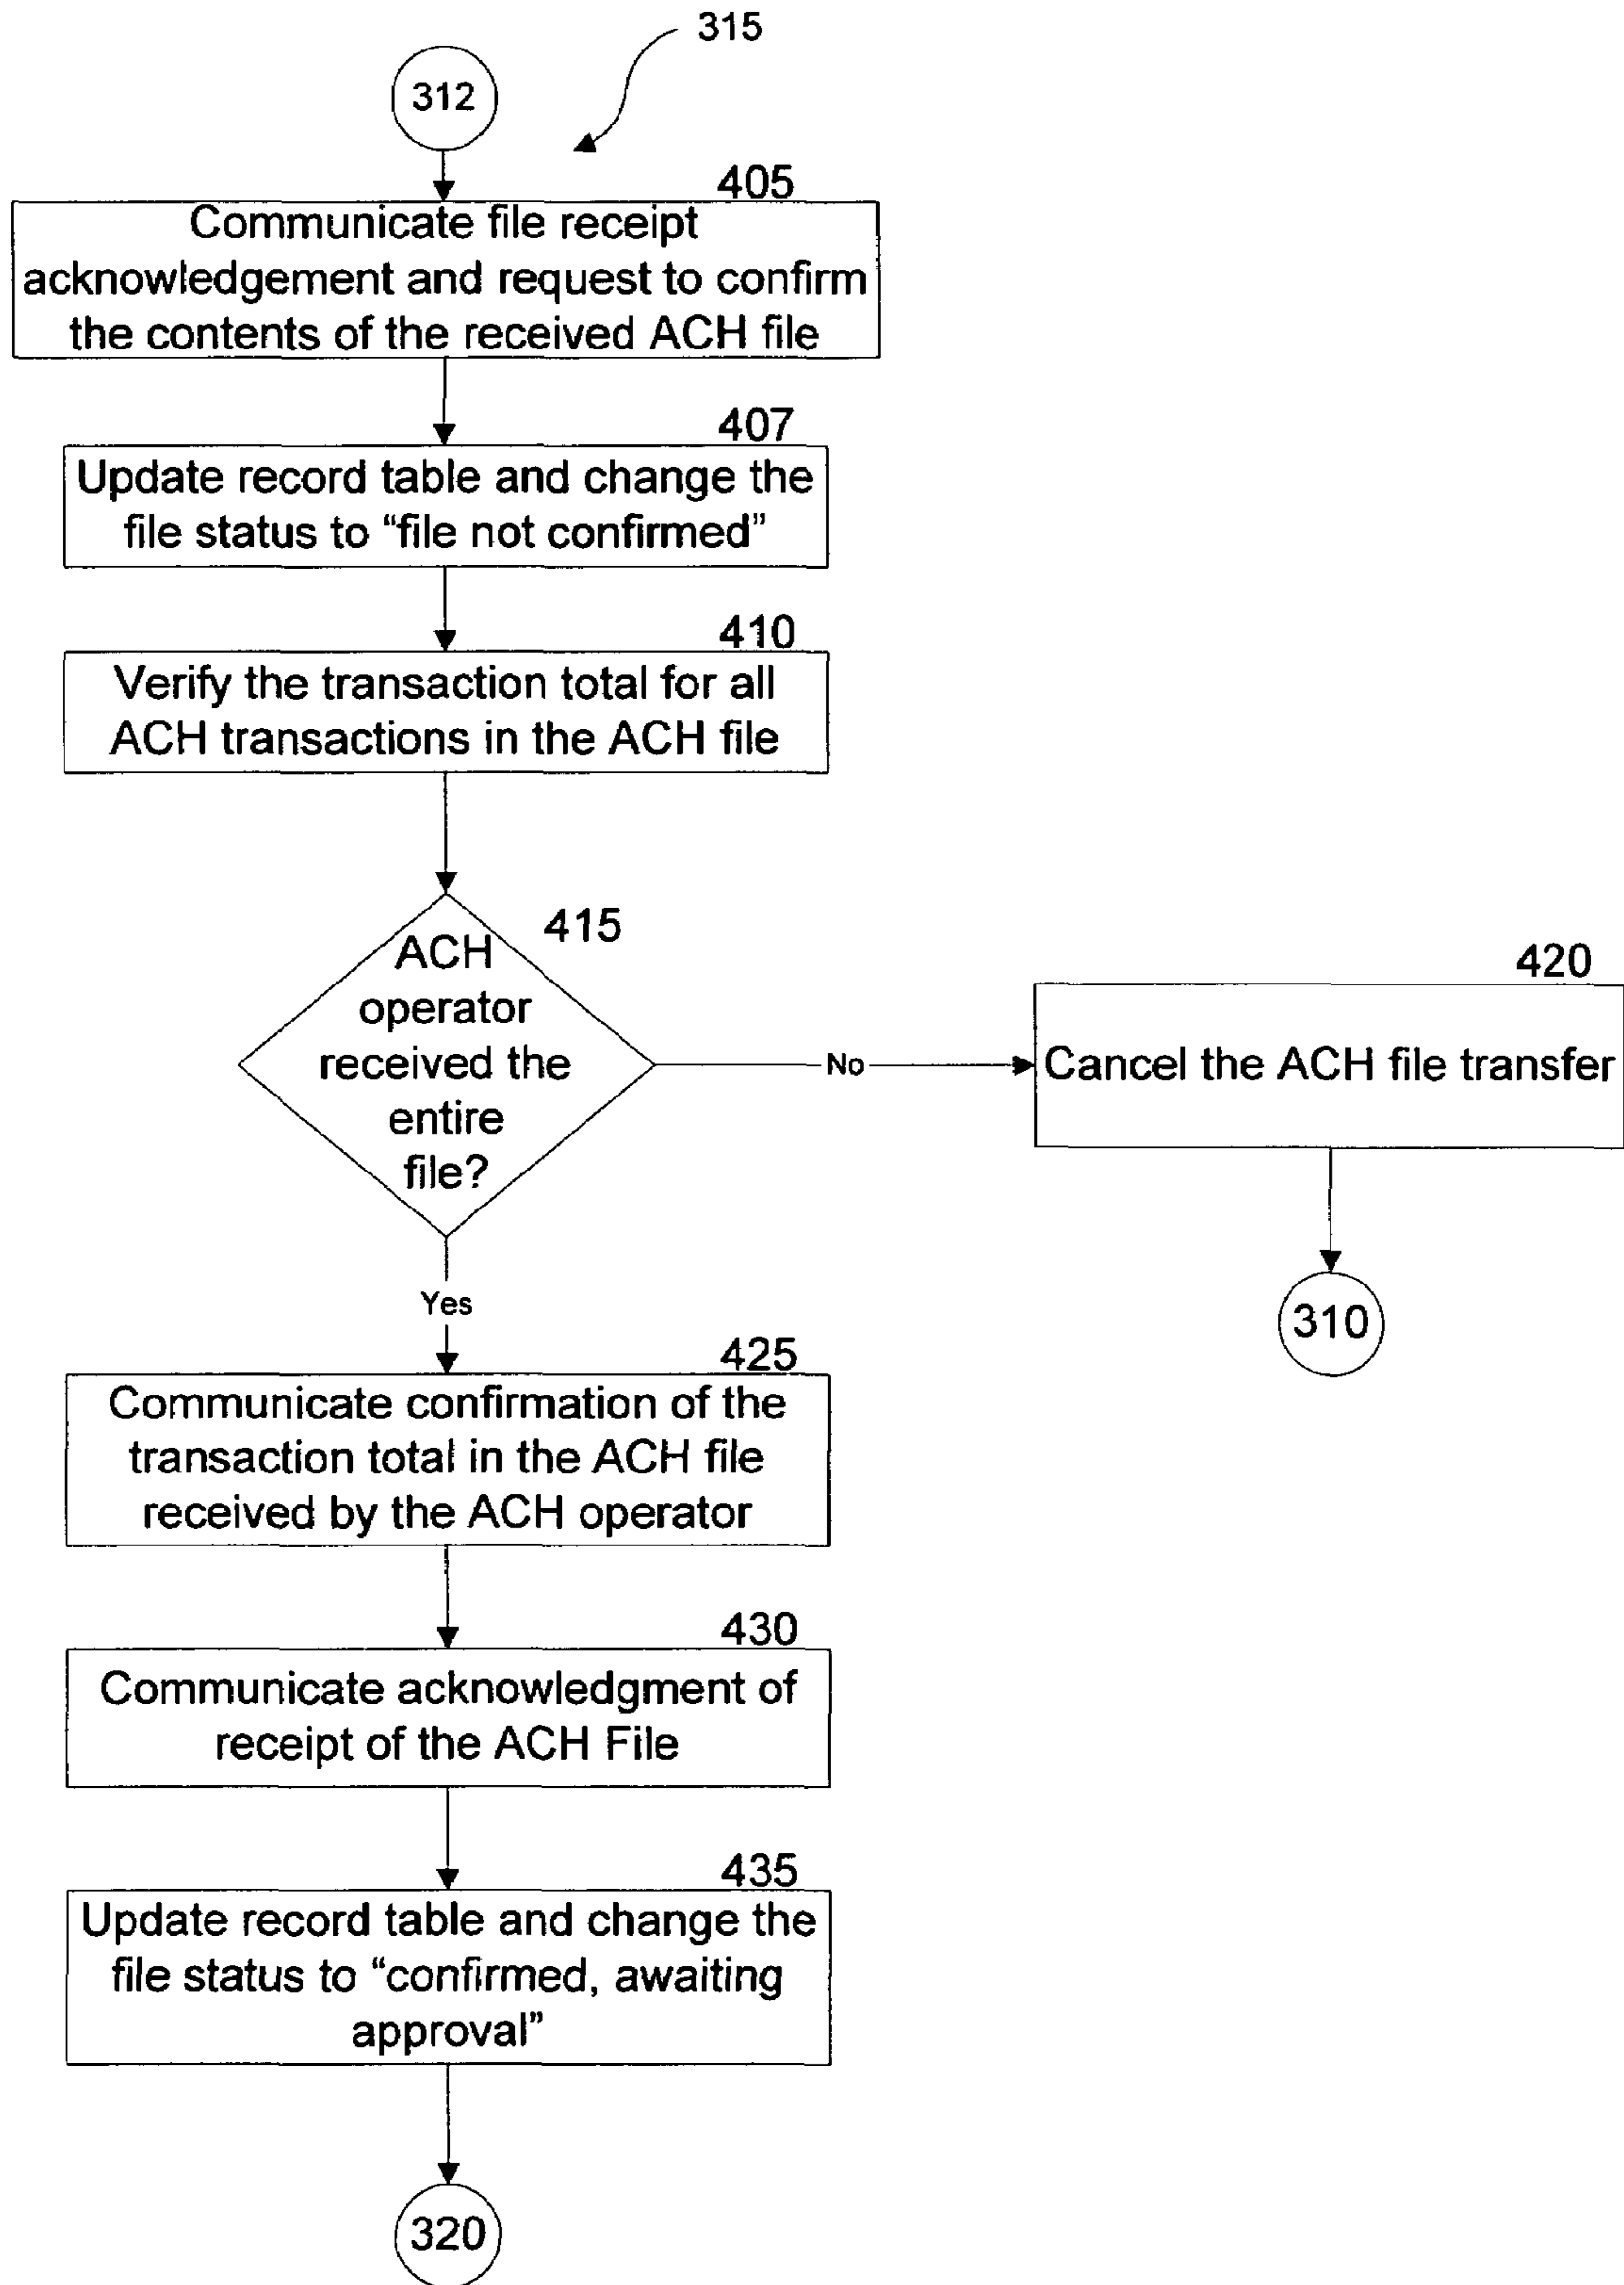 315
312
405
Communicate file receipt
acknowledgement and request to confirm
the contents of the received ACH file
407
Update record table and change the
file status to “file not confirmed”
410
Verify the transaction total for all
ACH transactions in the ACH file
415
ACH
operator
received the
entire
file?
No
420
Cancel the ACH file transfer
310
Yes
425
Communicate confirmation of the
transaction total in the ACH file
received by the ACH operator
430
Communicate acknowledgment of
receipt of the ACH File
435
Update record table and change the
file status to “confirmed, awaiting
approval”
320